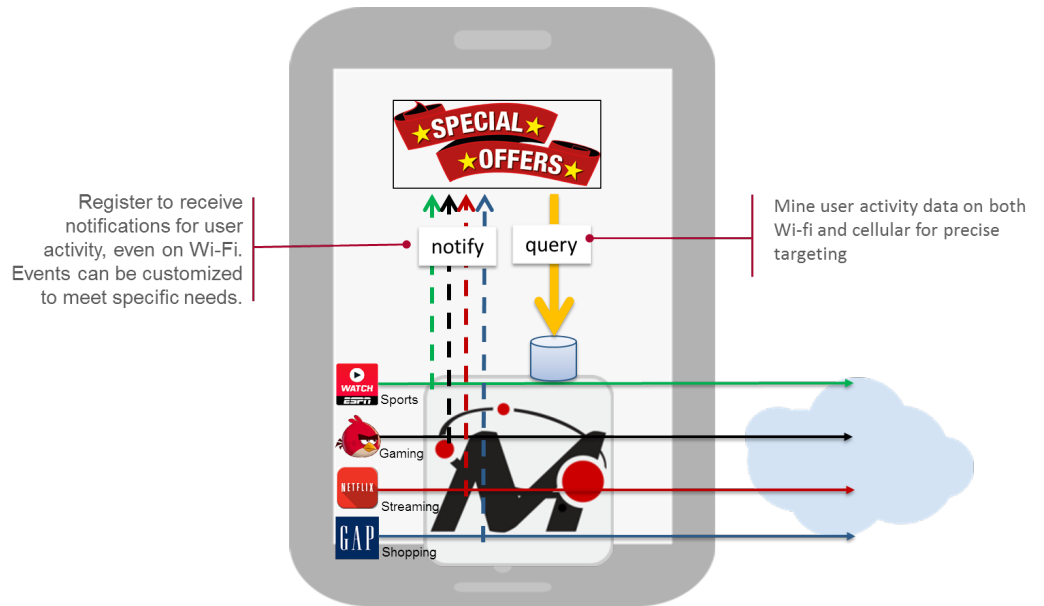 SPECIAL
OFFERS
Register to receive
notifications for user
activity, even on Wi-Fi.
Events can be customized
to meet specific needs.
notify
query
Mine user activity data on both
Wi-fi and cellular for precise
targeting
WATCH
ESFN
Sports
Gaming
NETFLIX
Streaming
GAP
Shopping